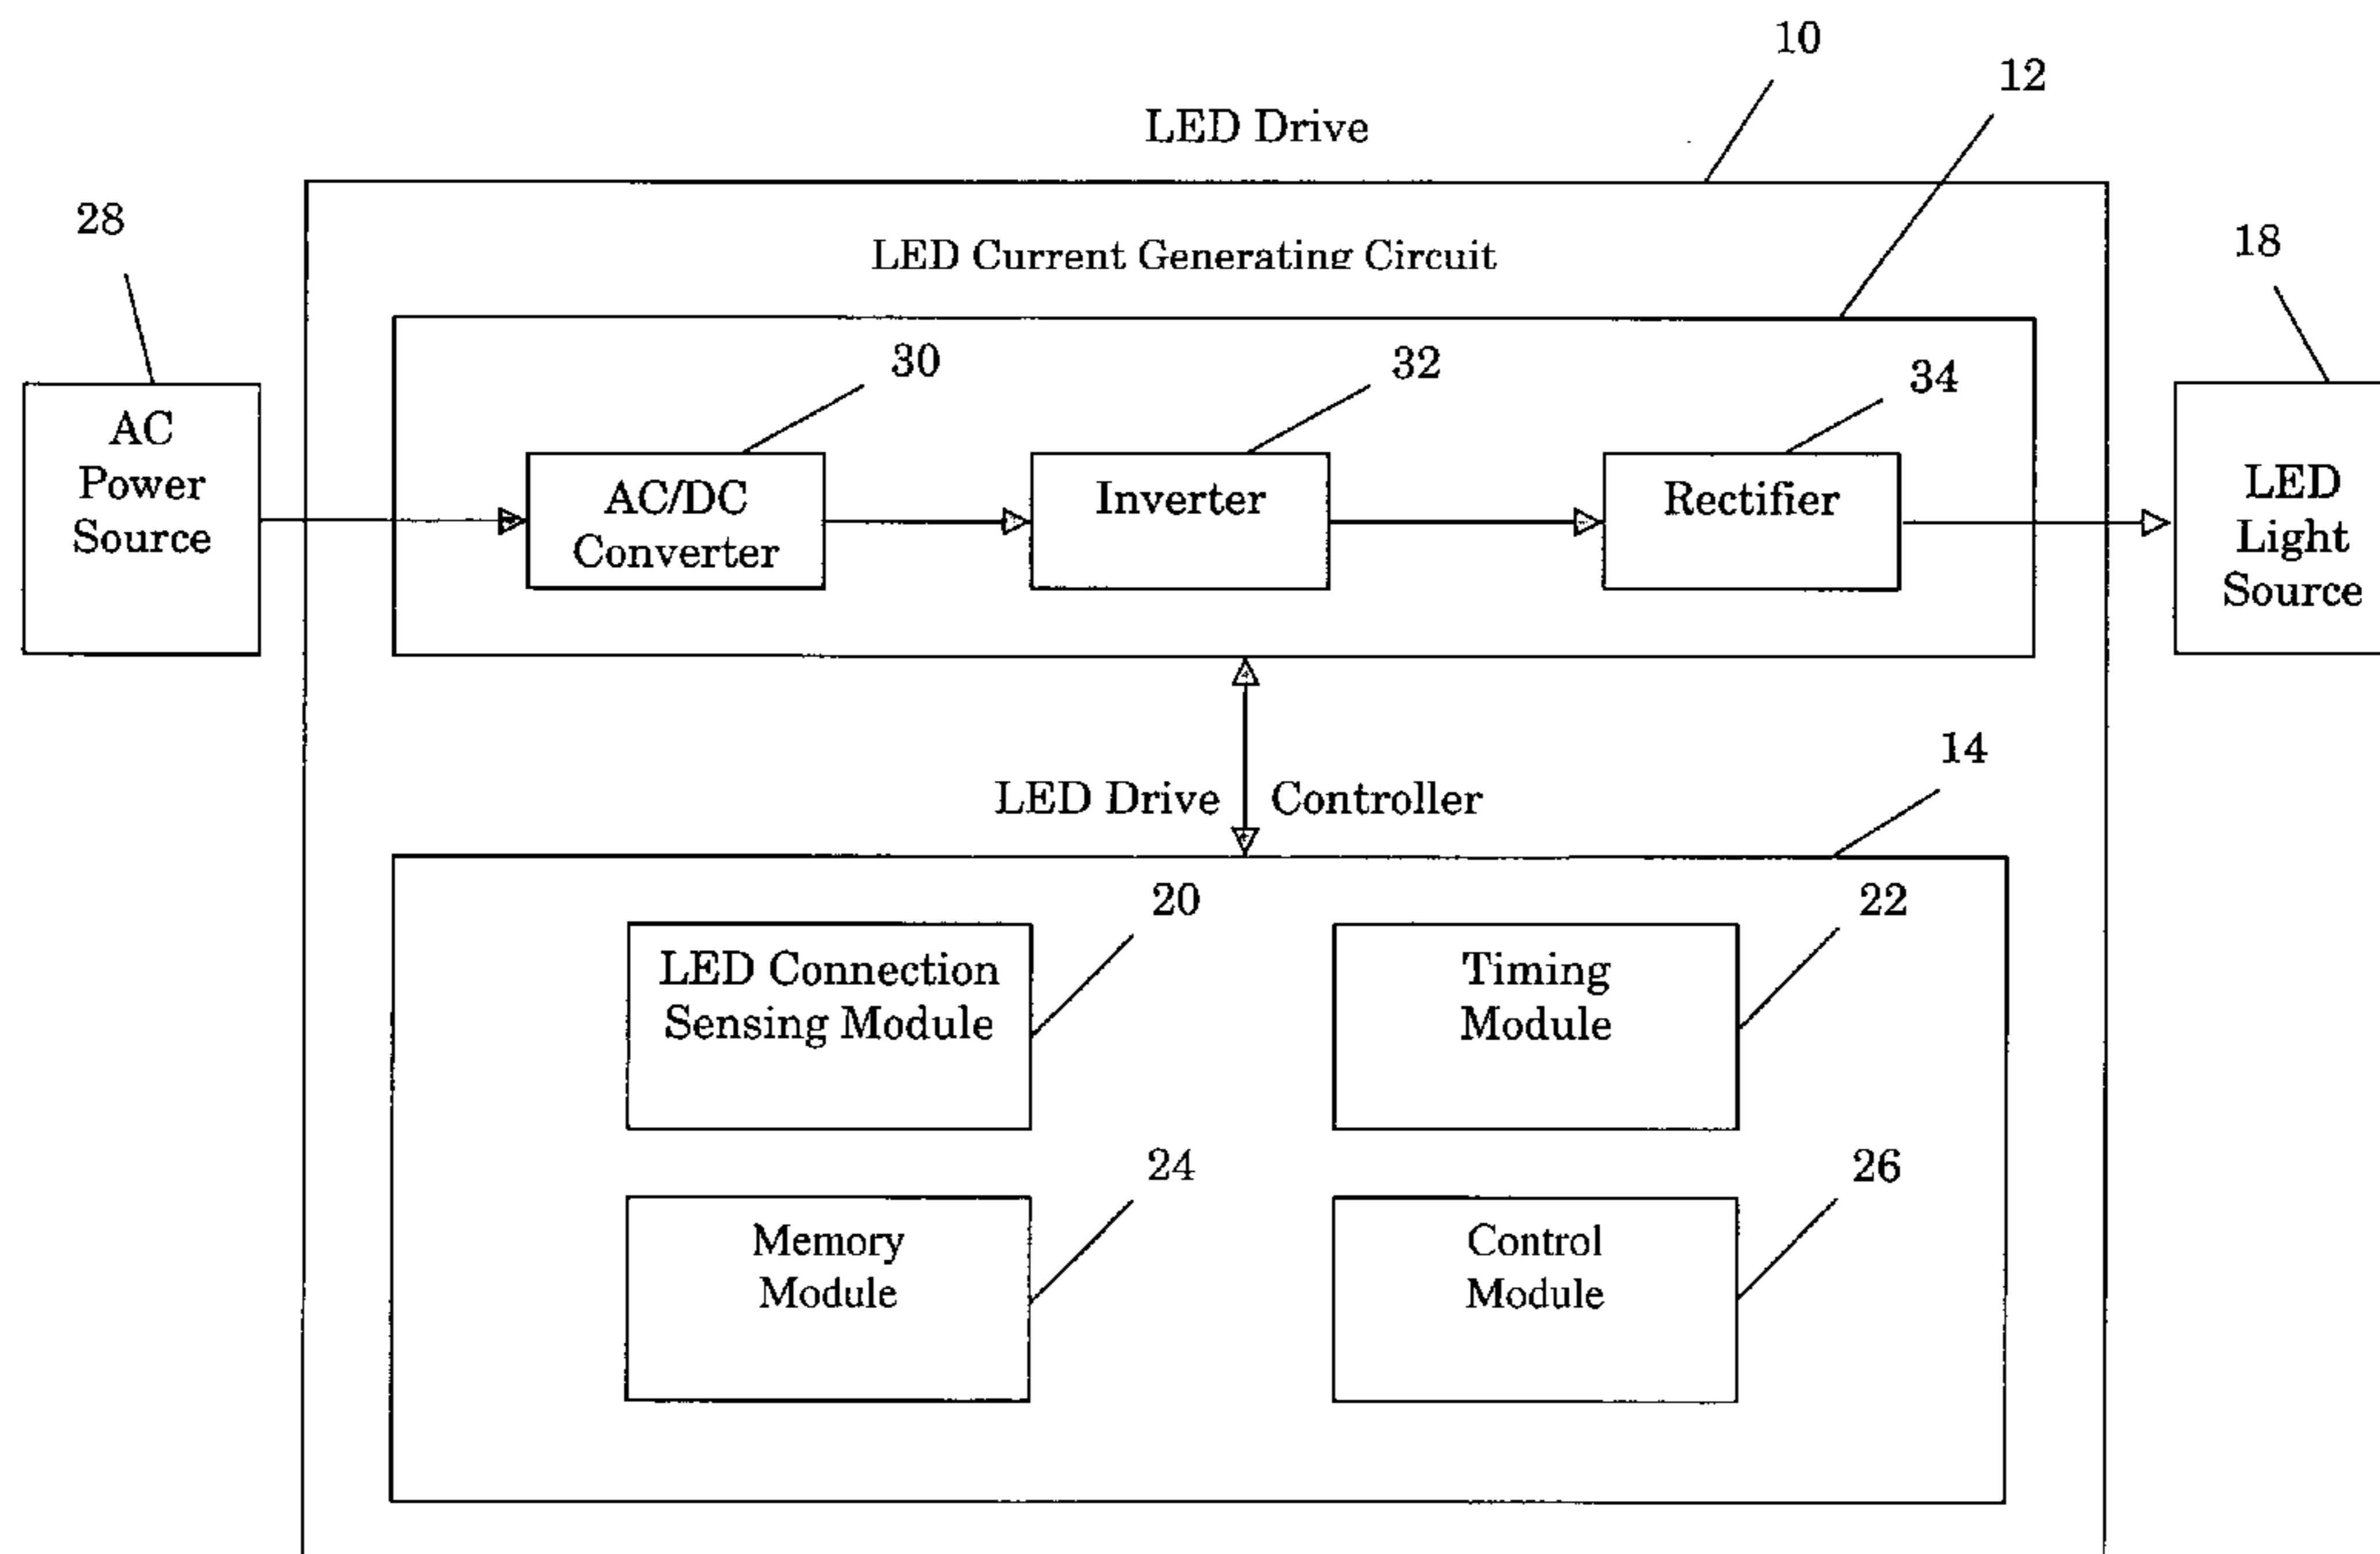 10
12
LED Drive
28
LED Current Generating Circuit
18
30
32
34
AC
Power
Source
AC/DC
Converter
Inverter
Rectifier
LED
Light
Source
14
LED Drive Controller
20
22
LED Connection
Sensing Module
Timing
Module
24
26
Memory
Module
Control
Module